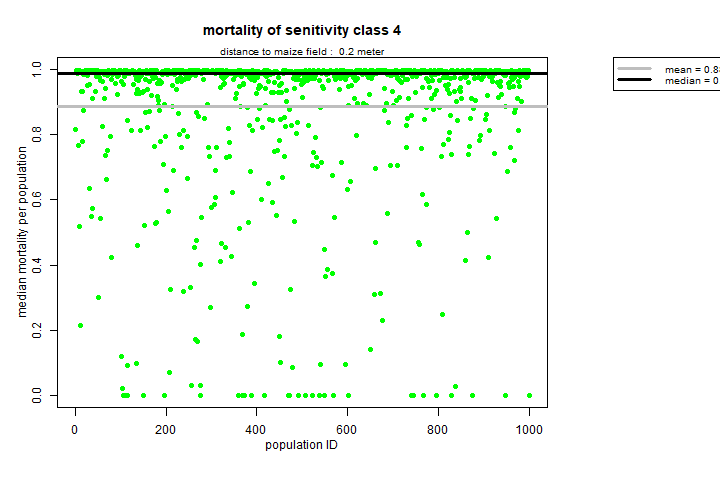 mortality of senitivity class 4
distance to maize field : 0.2 meter
median mortality per population
1.0
0.8
0.6
0.4
0.2
0.0
0 200 400 600 800 1000
population ID
mean = 0.8
median = 0